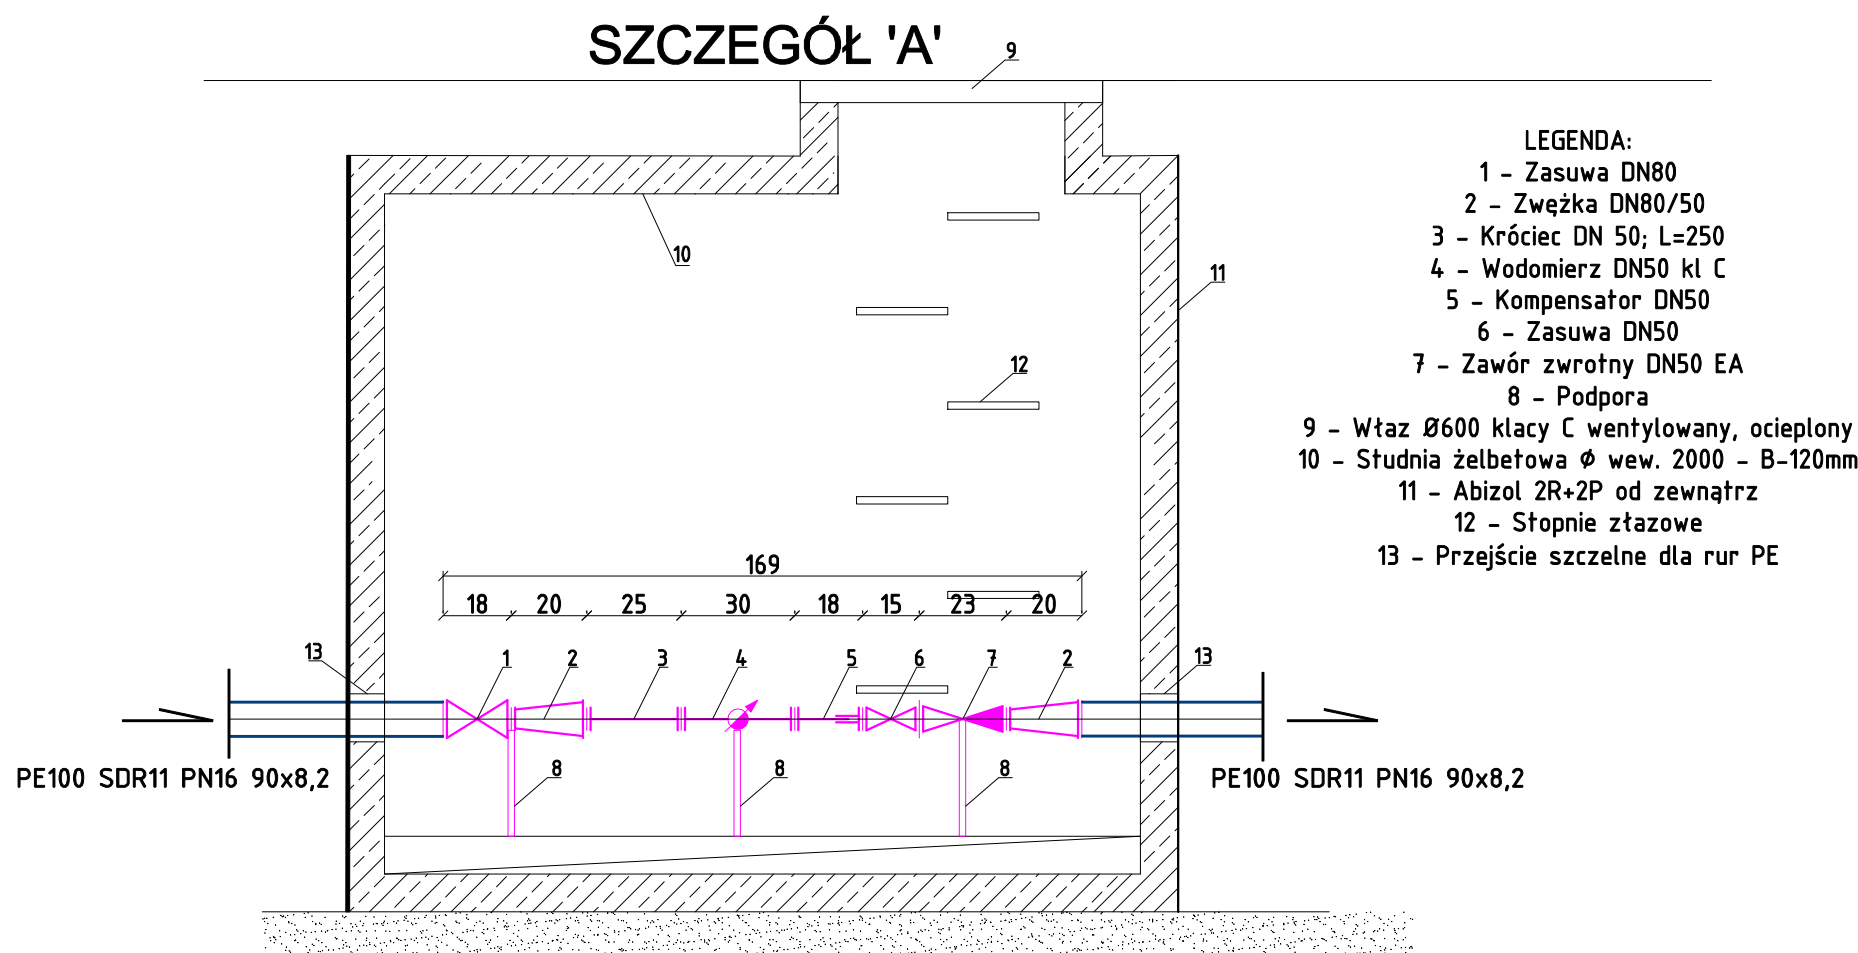 SZCZEGÓŁ 'A'
9
LEGENDA:
1 - Zasuwa DN80
2 - Zwężka DN80/50
3 - Króciec DN 50; L=250
4 - Wodomierz DN50 kl C
5 - Kompensator DN50
6 - Zasuwa DN50
7 - Zawór zwrotny DN50 EA
8 - Podpora
9 - Właz Ø600 klacy C wentylowany, ocieplony
10 - Studnia żelbetowa Ø wew. 2000 - B-120mm
11 - Abizol 2R+2P od zewnątrz
12 - Stopnie złazowe
13 - Przejście szczelne dla rur PE
10
11
12
169
18 20 25 30 18 15 23 20
13 1 2 3 4 5 6 7 2 13
8 8 8
PE100 SDR11 PN16 90x8,2
PE100 SDR11 PN16 90x8,2